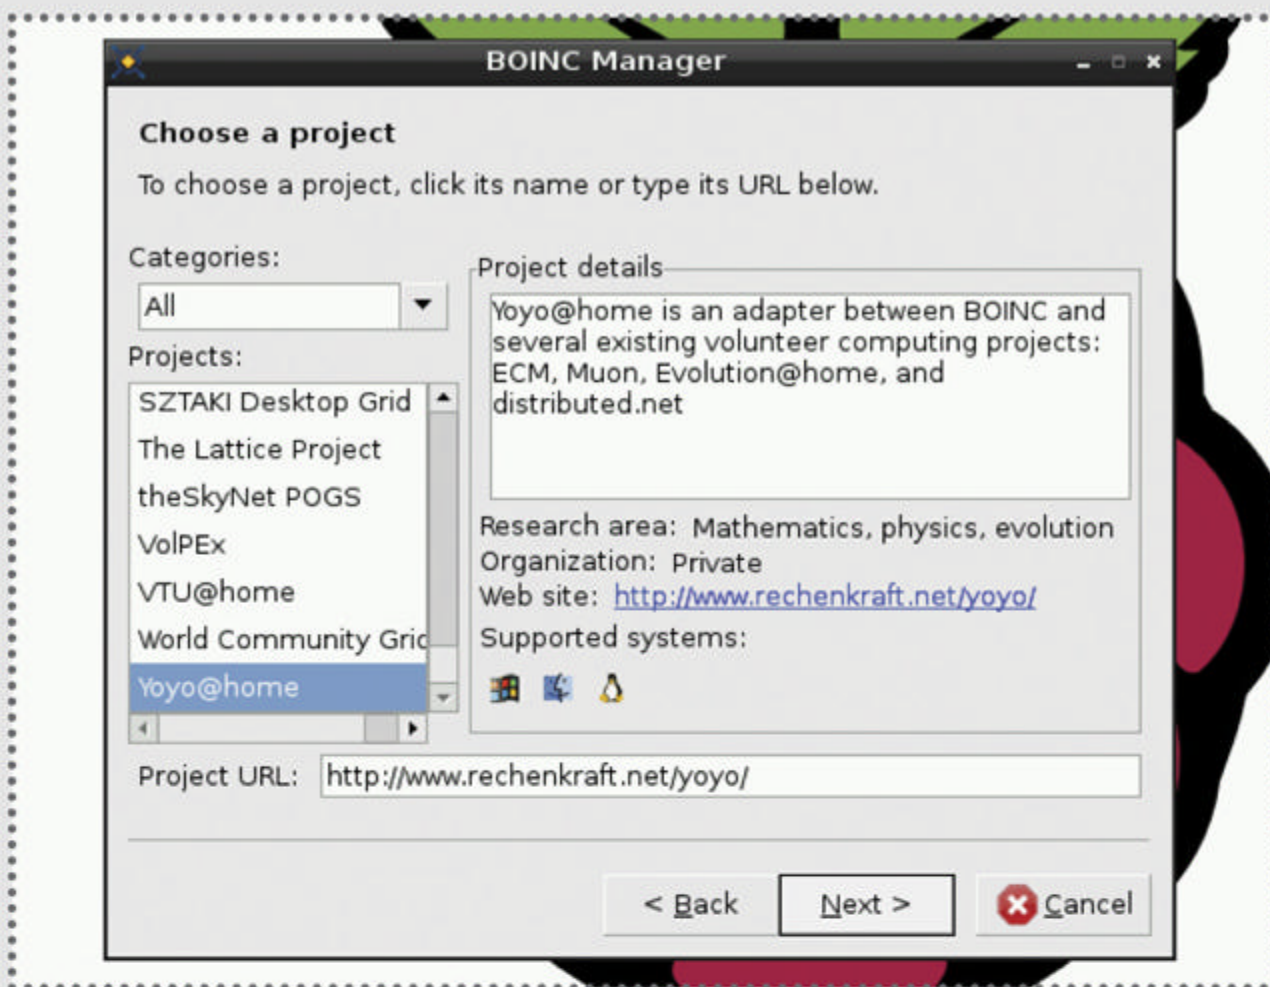 BOINC Manager
Choose a project
To choose a project, click its name or type its URL below.
Categories:
All
Projects:
SZTAKI Desktop Grid
The Lattice Project
theSkyNet POGS
VolPEx
VTU@home
World Community Grid
Yoyo@home
Project details
Yoyo@home is an adapter between BOINC and
several existing volunteer computing projects:
ECM, Muon, Evolution@home, and
distributed.net
Research area: Mathematics, physics, evolution
Organization: Private
Web site: http://www.rechenkraft.net/yoyo/
Supported systems:
Project URL: http://www.rechenkraft.net/yoyo/
< Back
Next >
Cancel